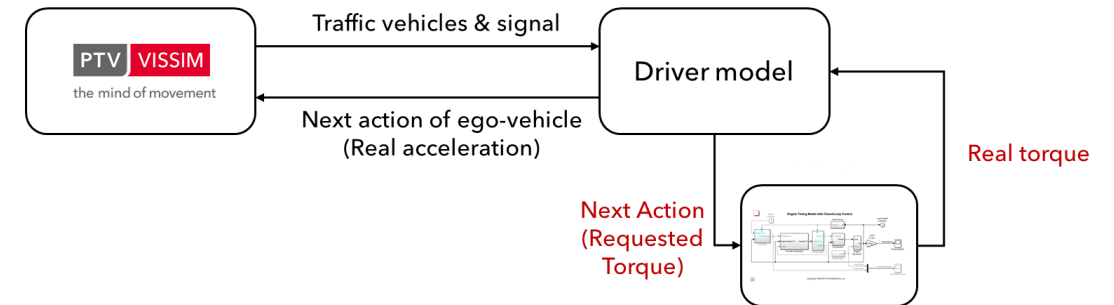 Traffic vehicles & signal
PTV VISSIM
the mind of movement
Driver model
Next action of ego-vehicle
(Real acceleration)
Real torque
Next Action
(Requested
Torque)
Engine Timing Model with Closed Loop Control